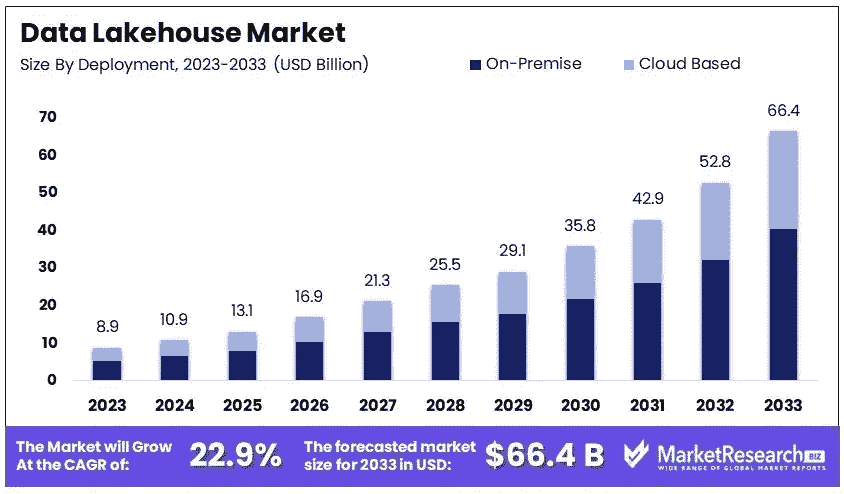 Data Lakehouse Market
Size By Deployment, 2023-2033 (USD Billion)
On-Premise
Cloud Based
70
60
50
40
30
20
10
0
8.9
10.9
13.1
16.9
21.3
25.5
29.1
35.8
42.9
52.8
66.4
2023 2024 2025 2026 2027 2028 2029 2030 2031 2032 2033
The Market will Grow
At the CAGR of:
22.9%
The forecasted market
size for 2033 in USD:
$66.4 B
MarketResearch BIZ
WIDE RANGE OF GLOBAL MARKET REPORTS